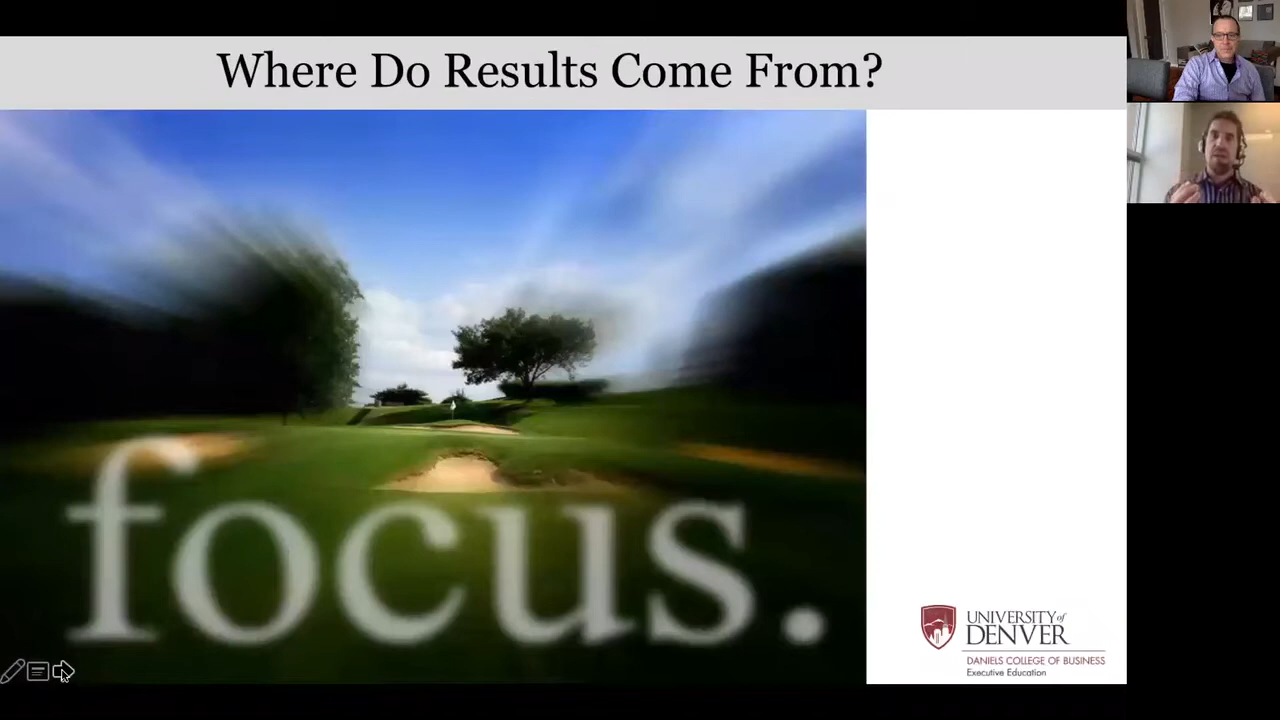 Where Do Results Come From?
focus.
UNIVERSITY of
DENVER
DANIELS COLLEGE OF BUSINESS
Executive Education